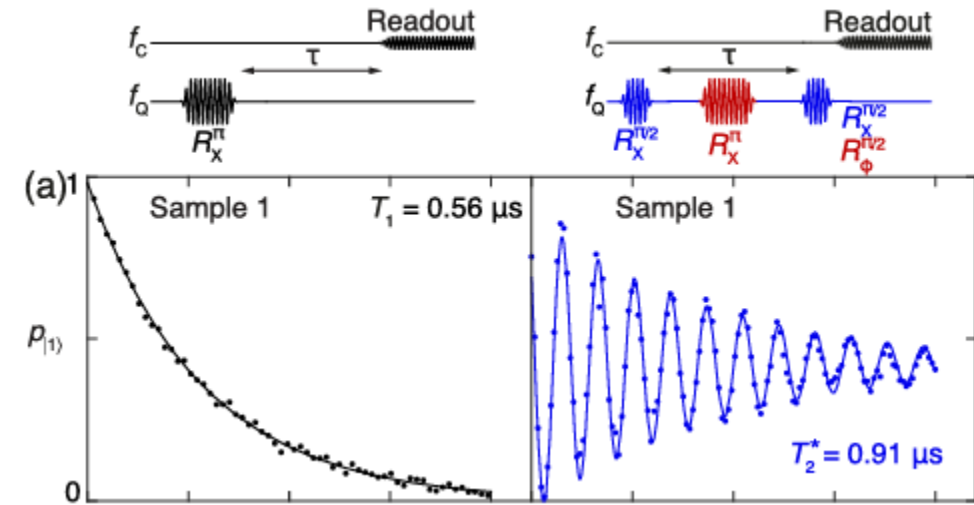 Readout
f_C
τ
f_Q
R_X^π
Readout
f_C
τ
f_Q
R_X^{π/2}
R_X^π
R_X^{π/2}
R_Φ^{π/2}
(a)
1
Sample 1
T_1 = 0.56 μs
p_{|1⟩}
0
Sample 1
T_2^* = 0.91 μs